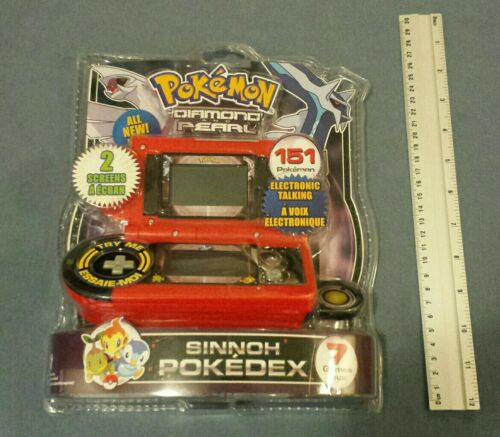 POKéMON
DIAMOND
PEARL
ALL
NEW!
2
SCREENS
À ÉCRAN
151
Pokémon
ELECTRONIC
TALKING
À VOIX
ÉLECTRONIQUE
TRY ME
ESSAIE-MOI
SINNOH
POKÉDEX
7
Games